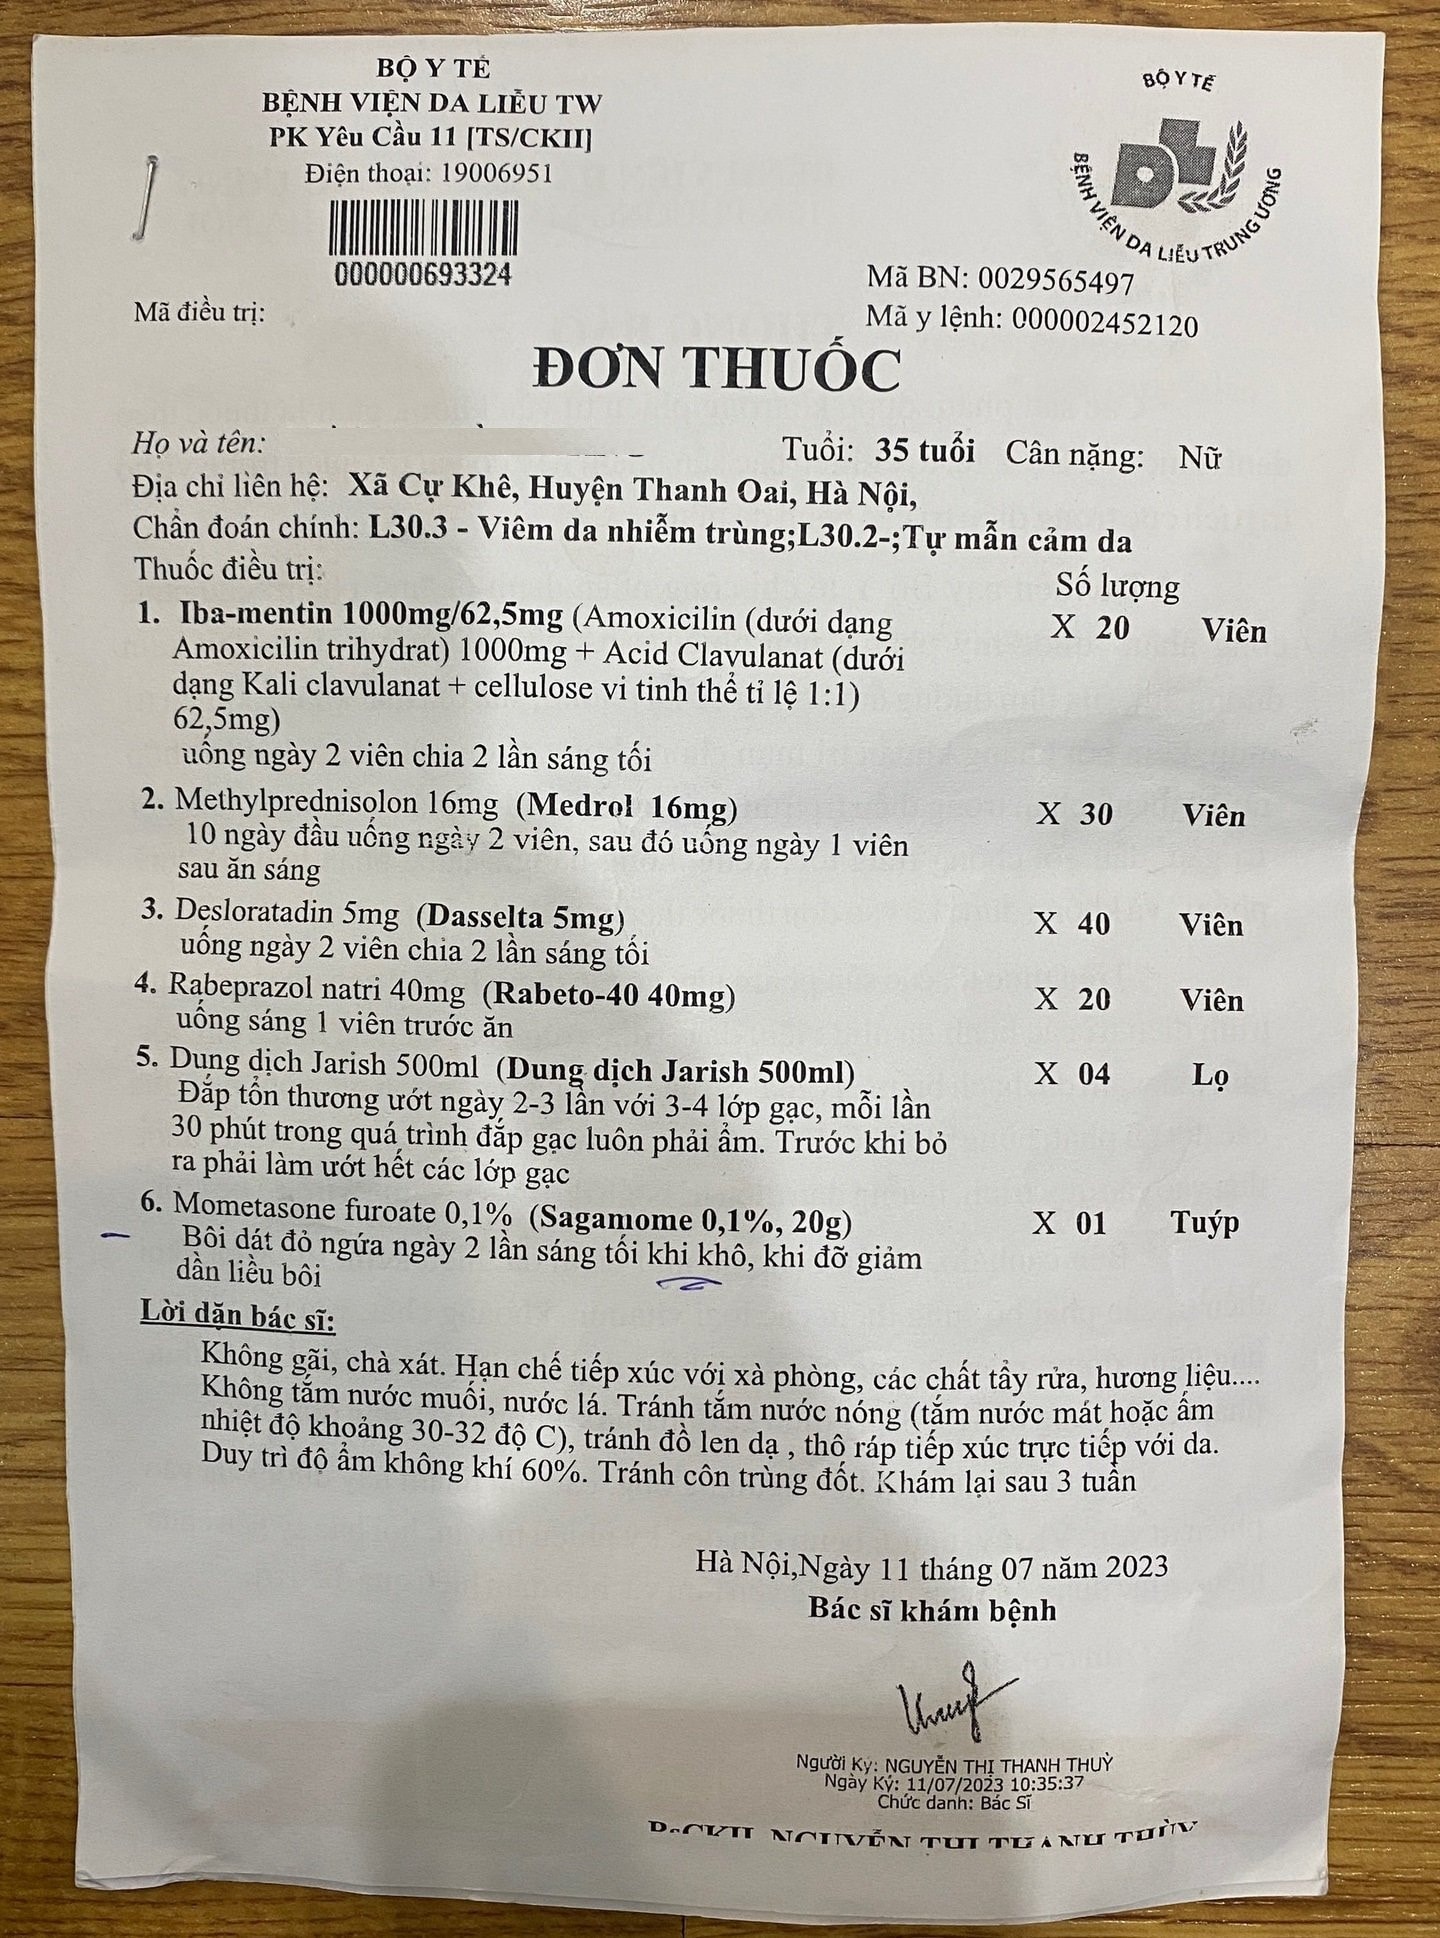 BỘ Y TẾ
BỆNH VIỆN DA LIỄU TW
PK Yêu Cầu 11 [TS/CKII]
Điện thoại: 19006951
000000693324
BỘ Y TẾ
BỆNH VIỆN DA LIỄU TRUNG ƯƠNG
Mã BN: 0029565497
Mã điều trị:
Mã y lệnh: 000002452120
ĐƠN THUỐC
Họ và tên: Tuổi: 35 tuổi Cân nặng: Nữ
Địa chỉ liên hệ: Xã Cự Khê, Huyện Thanh Oai, Hà Nội,
Chẩn đoán chính: L30.3 - Viêm da nhiễm trùng;L30.2-;Tự mẫn cảm da
Thuốc điều trị: Số lượng
1. Iba-mentin 1000mg/62,5mg (Amoxicilin (dưới dạng X 20 Viên
Amoxicilin trihydrat) 1000mg + Acid Clavulanat (dưới
dạng Kali clavulanat + cellulose vi tinh thể tỉ lệ 1:1)
62,5mg)
uống ngày 2 viên chia 2 lần sáng tối
2. Methylprednisolon 16mg (Medrol 16mg) X 30 Viên
10 ngày đầu uống ngày 2 viên, sau đó uống ngày 1 viên
sau ăn sáng
3. Desloratadin 5mg (Dasselta 5mg) X 40 Viên
uống ngày 2 viên chia 2 lần sáng tối
4. Rabeprazol natri 40mg (Rabeto-40 40mg) X 20 Viên
uống sáng 1 viên trước ăn
5. Dung dịch Jarish 500ml (Dung dịch Jarish 500ml) X 04 Lọ
Đắp tổn thương ướt ngày 2-3 lần với 3-4 lớp gạc, mỗi lần
30 phút trong quá trình đắp gạc luôn phải ẩm. Trước khi bỏ
ra phải làm ướt hết các lớp gạc
6. Mometasone furoate 0,1% (Sagamome 0,1%, 20g) X 01 Tuýp
Bôi dát đỏ ngứa ngày 2 lần sáng tối khi khô, khi đỡ giảm
dần liều bôi
Lời dặn bác sĩ:
Không gãi, chà xát. Hạn chế tiếp xúc với xà phòng, các chất tẩy rửa, hương liệu....
Không tắm nước muối, nước lá. Tránh tắm nước nóng (tắm nước mát hoặc ấm
nhiệt độ khoảng 30-32 độ C), tránh đồ len dạ , thô ráp tiếp xúc trực tiếp với da.
Duy trì độ ẩm không khí 60%. Tránh côn trùng đốt. Khám lại sau 3 tuần
Hà Nội,Ngày 11 tháng 07 năm 2023
Bác sĩ khám bệnh
Người Ký: NGUYỄN THỊ THANH THUỲ
Ngày Ký: 11/07/2023 10:35:37
Chức danh: Bác Sĩ
BsCKII. NGUYỄN THỊ THANH THÙY